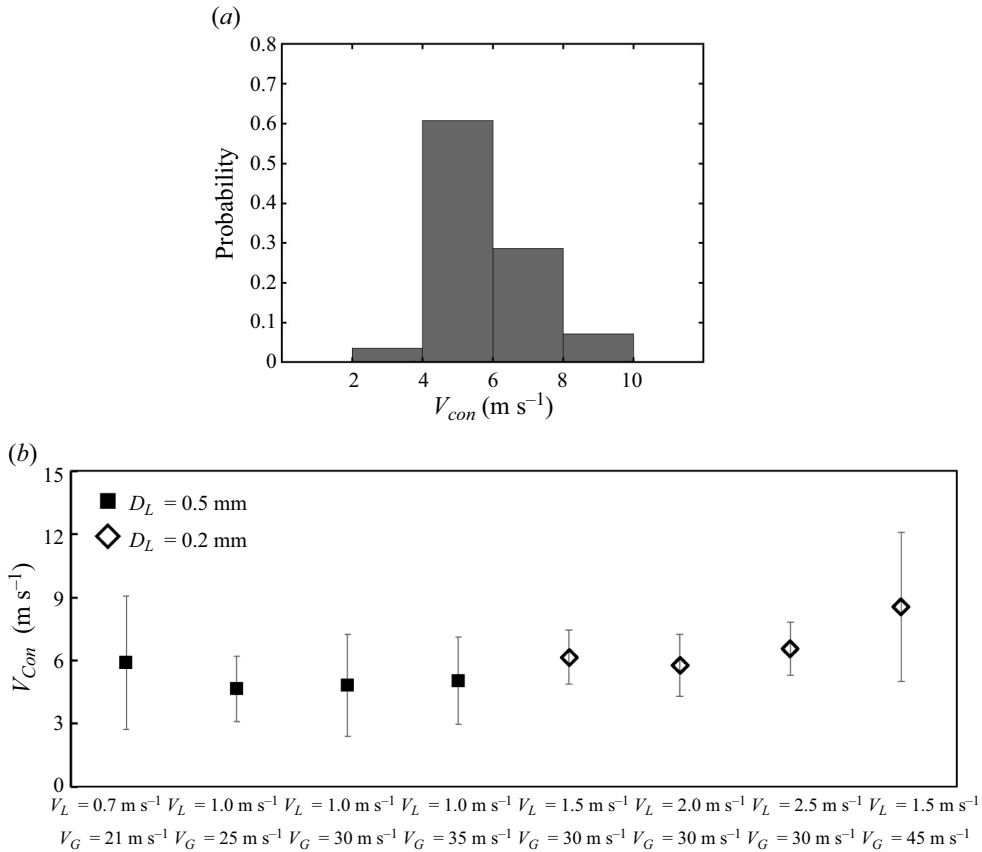 (a)
0.8
0.7
0.6
0.5
0.4
0.3
0.2
0.1
0
Probability
2 4 6 8 10
V_con (m s⁻¹)
(b)
15
12
9
6
3
0
V_Con (m s⁻¹)
D_L = 0.5 mm
D_L = 0.2 mm
V_L = 0.7 m s⁻¹ V_L = 1.0 m s⁻¹ V_L = 1.0 m s⁻¹ V_L = 1.0 m s⁻¹ V_L = 1.5 m s⁻¹ V_L = 2.0 m s⁻¹ V_L = 2.5 m s⁻¹ V_L = 1.5 m s⁻¹
V_G = 21 m s⁻¹ V_G = 25 m s⁻¹ V_G = 30 m s⁻¹ V_G = 35 m s⁻¹ V_G = 30 m s⁻¹ V_G = 30 m s⁻¹ V_G = 30 m s⁻¹ V_G = 45 m s⁻¹